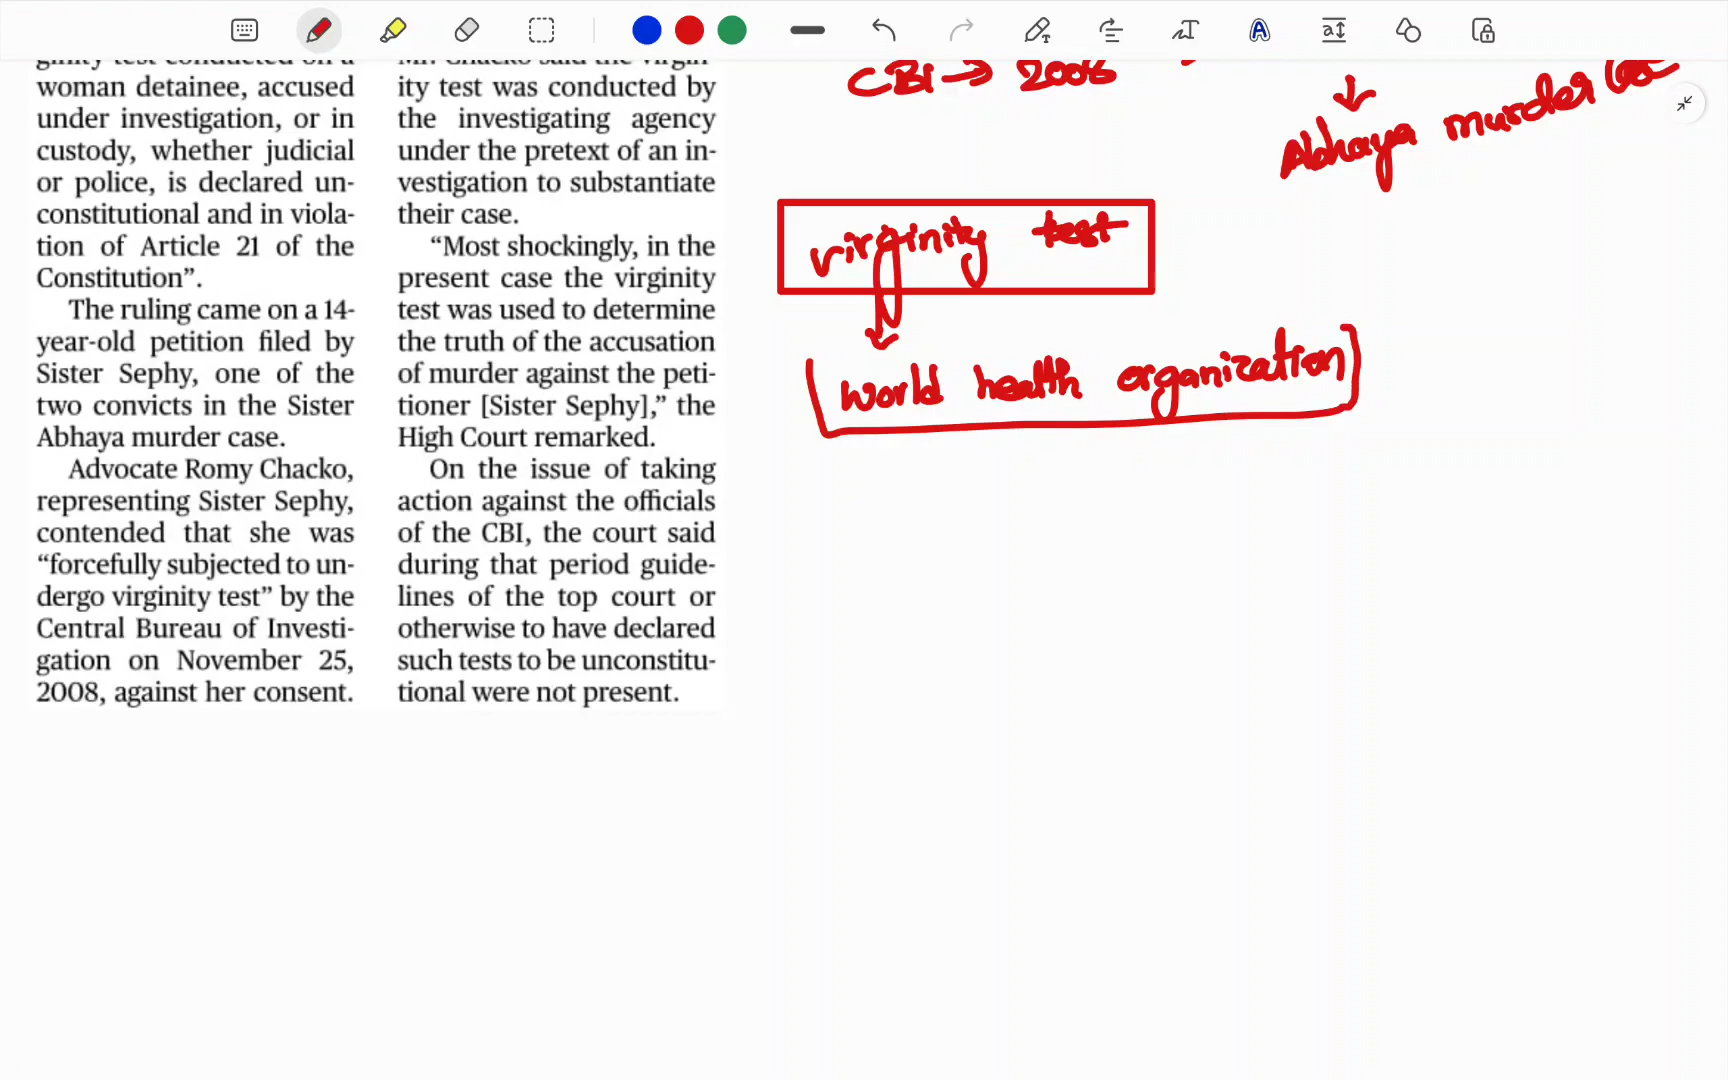 woman detainee, accused
under investigation, or in
custody, whether judicial
or police, is declared un-
constitutional and in viola-
tion of Article 21 of the
Constitution”.
The ruling came on a 14-
year-old petition filed by
Sister Sephy, one of the
two convicts in the Sister
Abhaya murder case.
Advocate Romy Chacko,
representing Sister Sephy,
contended that she was
“forcefully subjected to un-
dergo virginity test” by the
Central Bureau of Investi-
gation on November 25,
2008, against her consent.
Mr. Chacko said the virgin-
ity test was conducted by
the investigating agency
under the pretext of an in-
vestigation to substantiate
their case.
“Most shockingly, in the
present case the virginity
test was used to determine
the truth of the accusation
of murder against the peti-
tioner [Sister Sephy],” the
High Court remarked.
On the issue of taking
action against the officials
of the CBI, the court said
during that period guide-
lines of the top court or
otherwise to have declared
such tests to be unconstitu-
tional were not present.
CBI → 2008
Abhaya murder
virginity test
world health organization